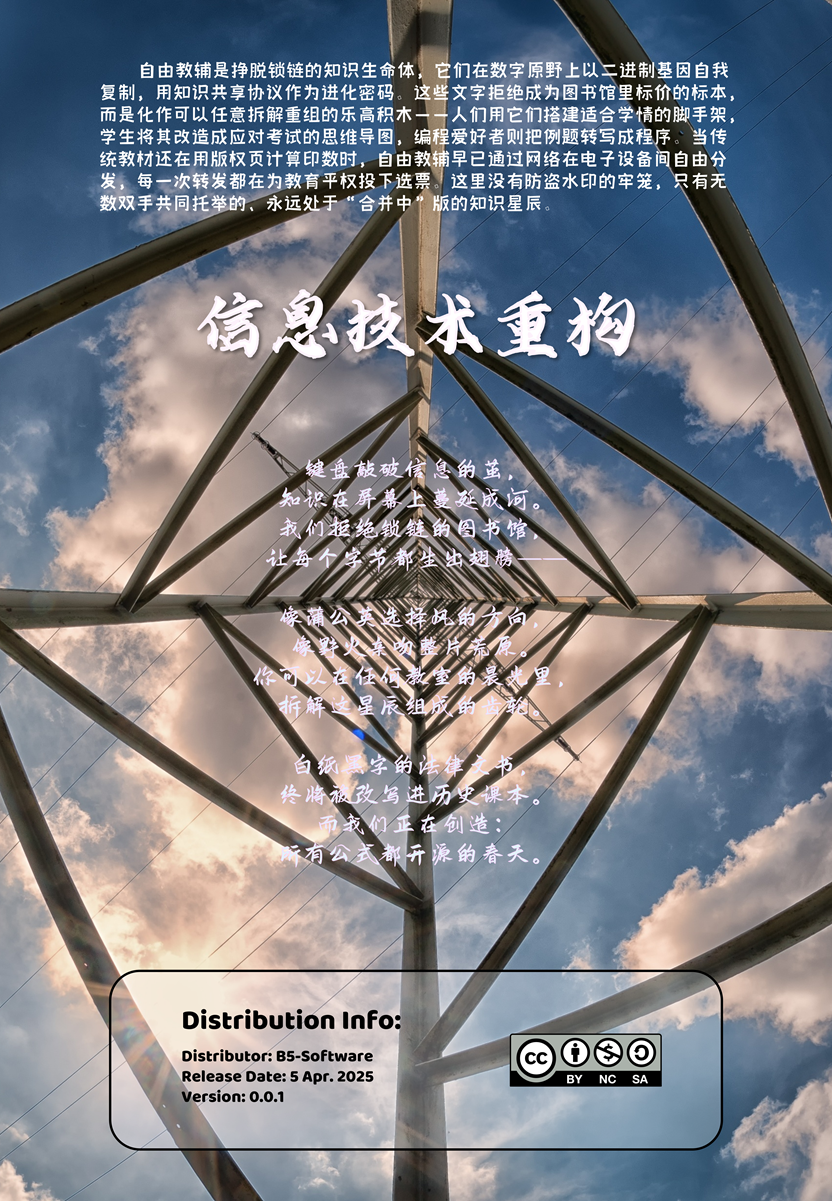 自由教辅是挣脱锁链的知识生命体，它们在数字原野上以二进制基因自我
复制，用知识共享协议作为进化密码。这些文字拒绝成为图书馆里标价的标本，
而是化作可以任意拆解重组的乐高积木——人们用它们搭建适合学情的脚手架，
学生将其改造成应对考试的思维导图，编程爱好者则把例题转写成程序。当传
统教材还在用版权页计算印数时，自由教辅早已通过网络在电子设备间自由分
发，每一次转发都在为教育平权投下选票。这里没有防盗水印的牢笼，只有无
数双手共同托举的、永远处于“合并中”版的知识星辰。
信息技术重构
键盘敲破信息的茧，
知识在屏幕上蔓延成河。
我们拒绝锁链的图书馆，
让每个字节都生出翅膀——
像蒲公英选择风的方向，
像野火亲吻整片荒原。
你可以在任何教室的晨光里，
拆解这星辰组成的齿轮。
白纸黑字的法律文书，
终将被改写进历史课本。
而我们正在创造：
所有公式都开源的春天。
Distribution Info:
Distributor: B5-Software
Release Date: 5 Apr. 2025
Version: 0.0.1
cc BY NC SA